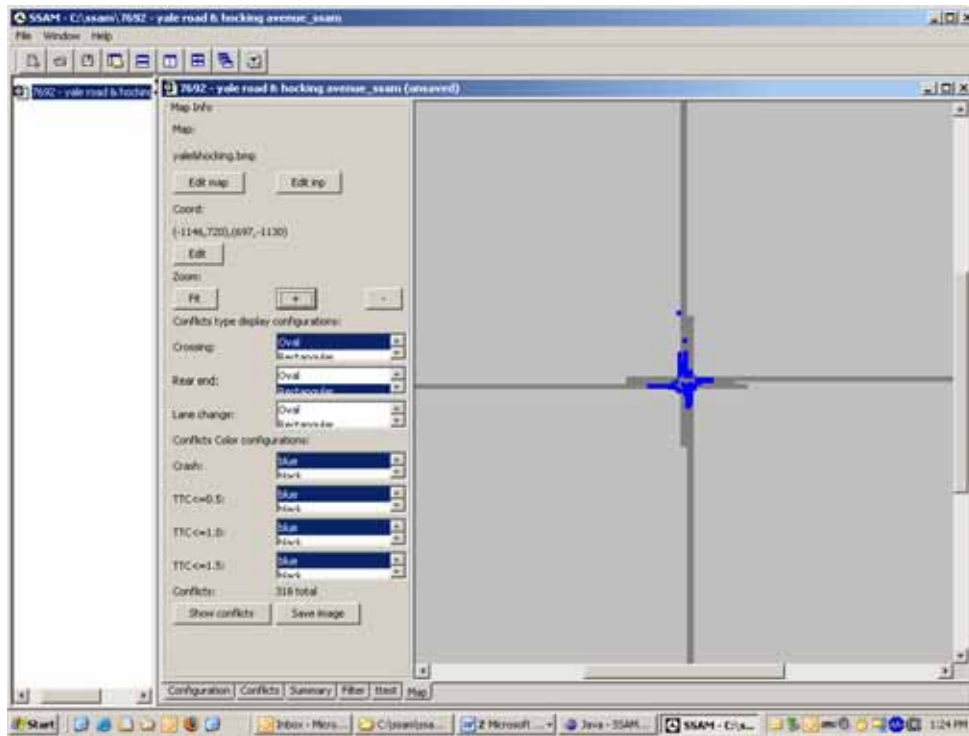 SSAM - C:\ssam\7692 - yale road & hocking avenue_ssam
File Window Help
7692 - yale road & hocking
7692 - yale road & hocking avenue_ssam (unsaved)
Map Info
Map:
yale&hocking.bmp
Edit map Edit inp
Coord:
(-1146,720),(697,-1130)
Edit
Zoom:
Fit + -
Conflicts type display configurations:
Crossing: Oval
Rectangular
Rear end: Oval
Rectangular
Lane change: Oval
Rectangular
Conflicts Color configurations:
Crash: blue
black
TTC<=0.5: blue
black
TTC<=1.0: blue
black
TTC<=1.5: blue
black
Conflicts: 318 total
Show conflicts Save image
Configuration Conflicts Summary Filter ttest Map
Start Inbox - Micro... C:\ssam\ssa... 2 Microsoft ... Java - SSAM... SSAM - C:\s... 1:24 PM